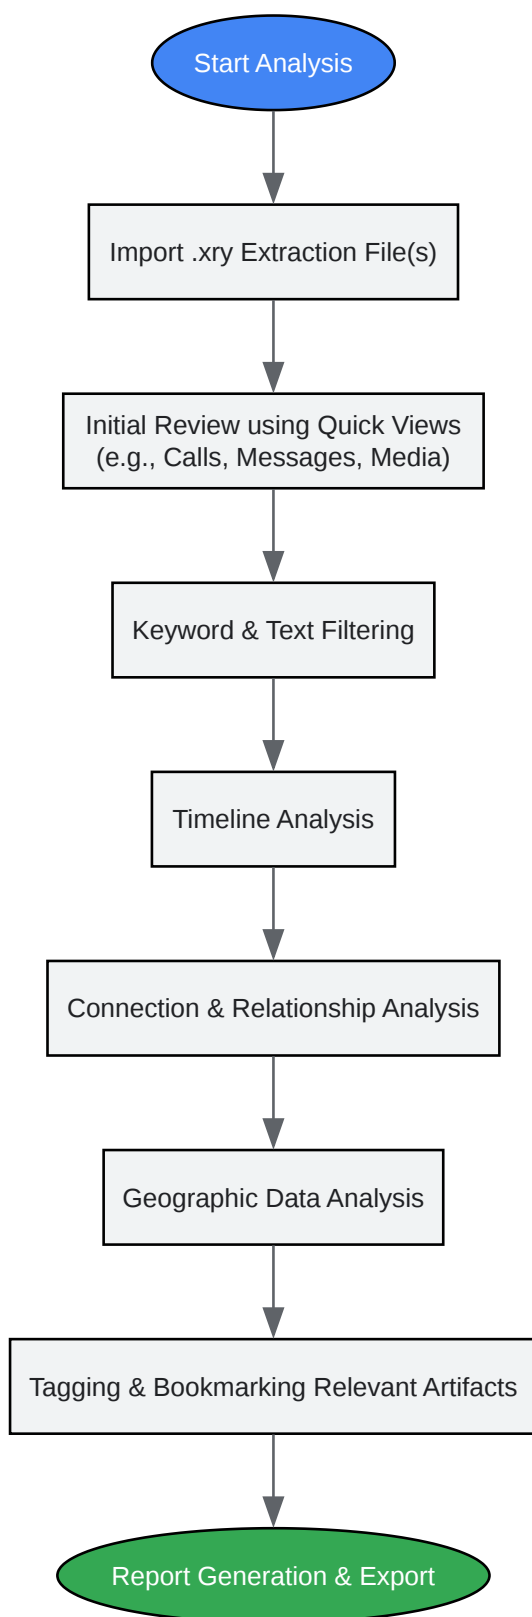 Start Analysis
Import .xry Extraction File(s)
Initial Review using Quick Views
(e.g., Calls, Messages, Media)
Keyword & Text Filtering
Timeline Analysis
Connection & Relationship Analysis
Geographic Data Analysis
Tagging & Bookmarking Relevant Artifacts
Report Generation & Export